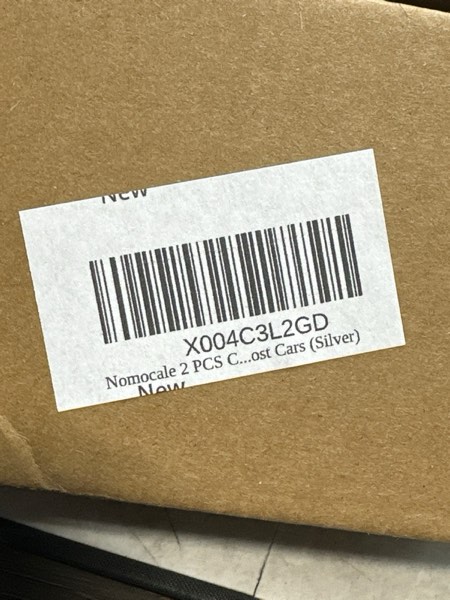 New
X004C3L2GD
Nomocale 2 PCS C...ost Cars (Silver)
New